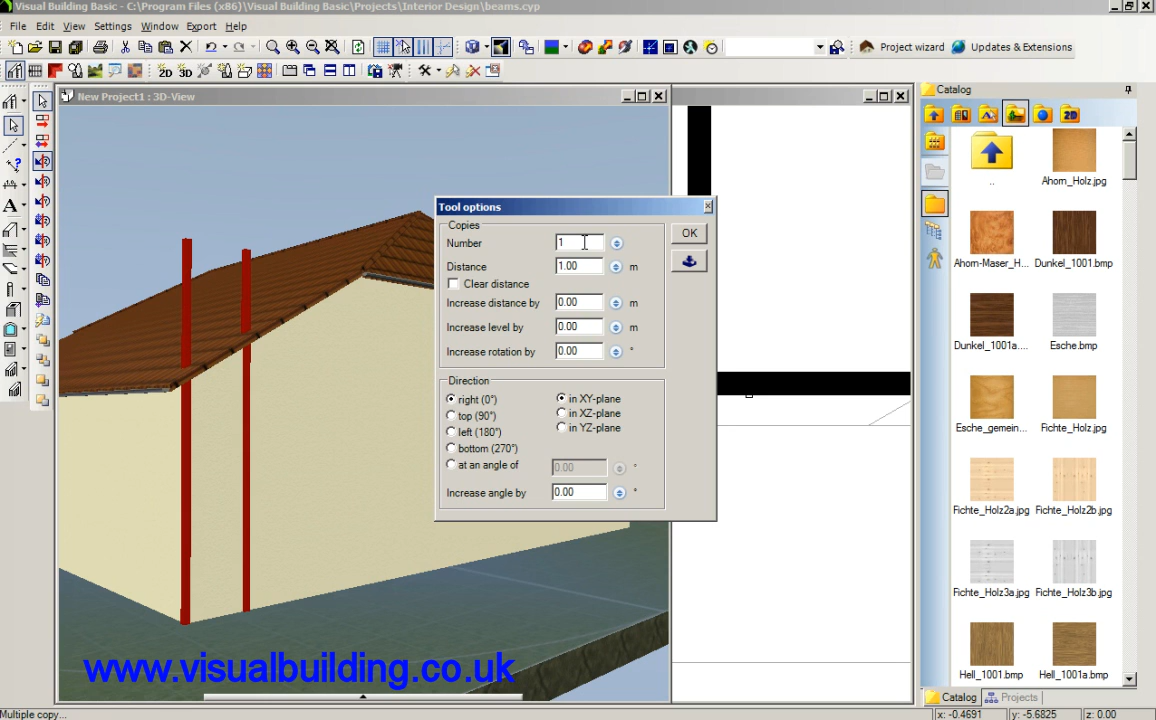 Visual Building Basic - C:\Program Files (x86)\Visual Building Basic\Projects\Interior Design\beams.cyp
File Edit View Settings Window Export Help
Project wizard Updates & Extensions
2D 3D
New Project1 : 3D-View
Catalog
2D
..
Ahorn_Holz.jpg
Ahorn-Maser_H...
Dunkel_1001.bmp
Dunkel_1001a....
Esche.bmp
Esche_gemein...
Fichte_Holz.jpg
Fichte_Holz2a.jpg
Fichte_Holz2b.jpg
Fichte_Holz3a.jpg
Fichte_Holz3b.jpg
Hell_1001.bmp
Hell_1001a.bmp
Catalog Projects
Tool options
Copies
Number 1
OK
Distance 1.00 m
Clear distance
Increase distance by 0.00 m
Increase level by 0.00 m
Increase rotation by 0.00 °
Direction
right (0°) in XY-plane
top (90°) in XZ-plane
left (180°) in YZ-plane
bottom (270°)
at an angle of 0.00 °
Increase angle by 0.00 °
www.visualbuilding.co.uk
Multiple copy...
x: -0.4691 y: -5.6825 z: 0.00